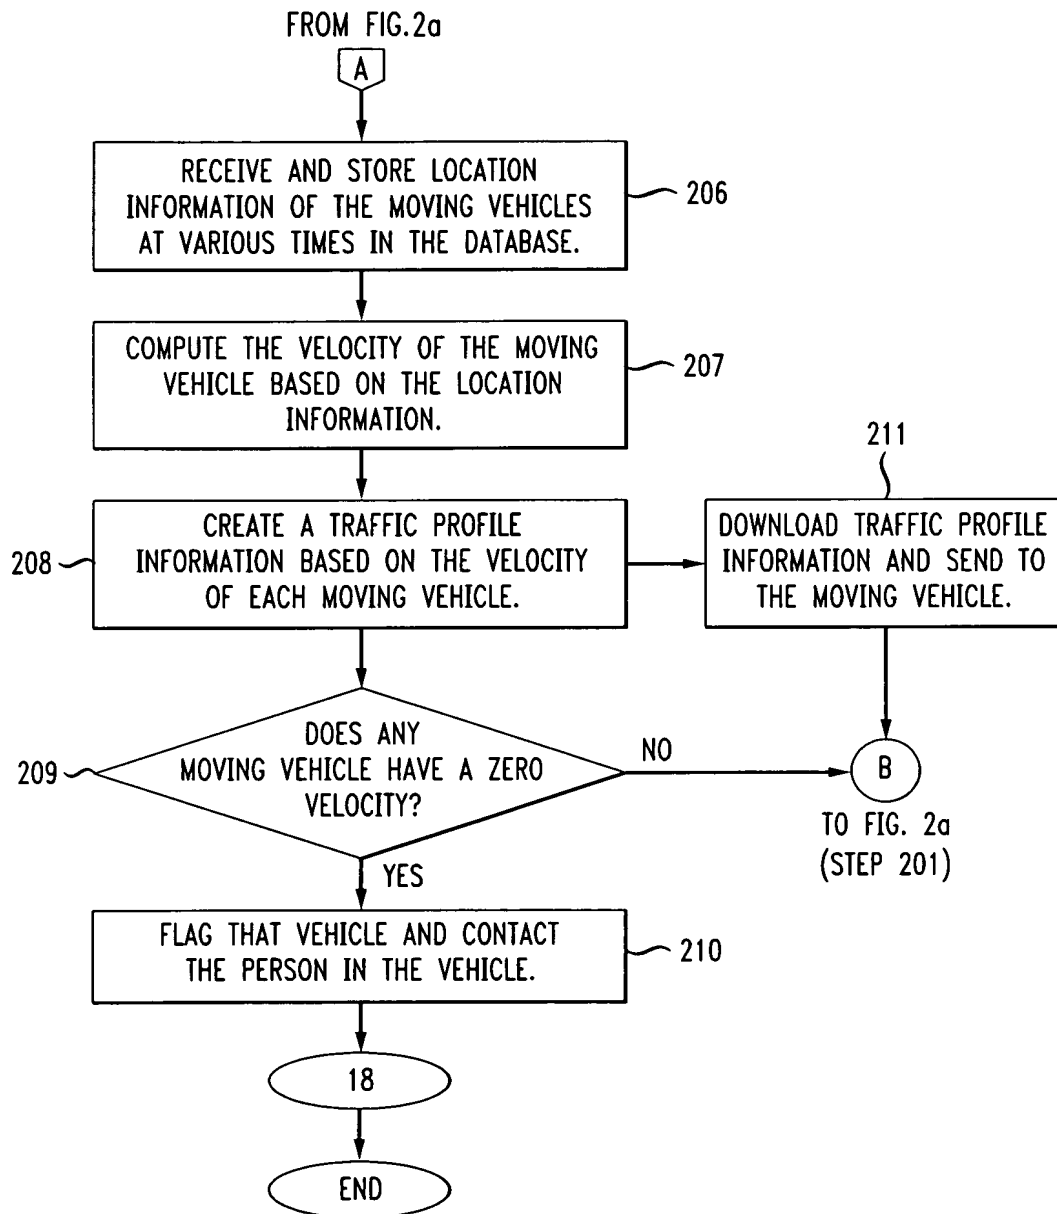 FROM FIG.2a
A
RECEIVE AND STORE LOCATION
INFORMATION OF THE MOVING VEHICLES
AT VARIOUS TIMES IN THE DATABASE.
206
COMPUTE THE VELOCITY OF THE MOVING
VEHICLE BASED ON THE LOCATION
INFORMATION.
207
208
CREATE A TRAFFIC PROFILE
INFORMATION BASED ON THE VELOCITY
OF EACH MOVING VEHICLE.
211
DOWNLOAD TRAFFIC PROFILE
INFORMATION AND SEND TO
THE MOVING VEHICLE.
209
DOES ANY
MOVING VEHICLE HAVE A ZERO
VELOCITY?
NO
B
TO FIG. 2a
(STEP 201)
YES
FLAG THAT VEHICLE AND CONTACT
THE PERSON IN THE VEHICLE.
210
18
END